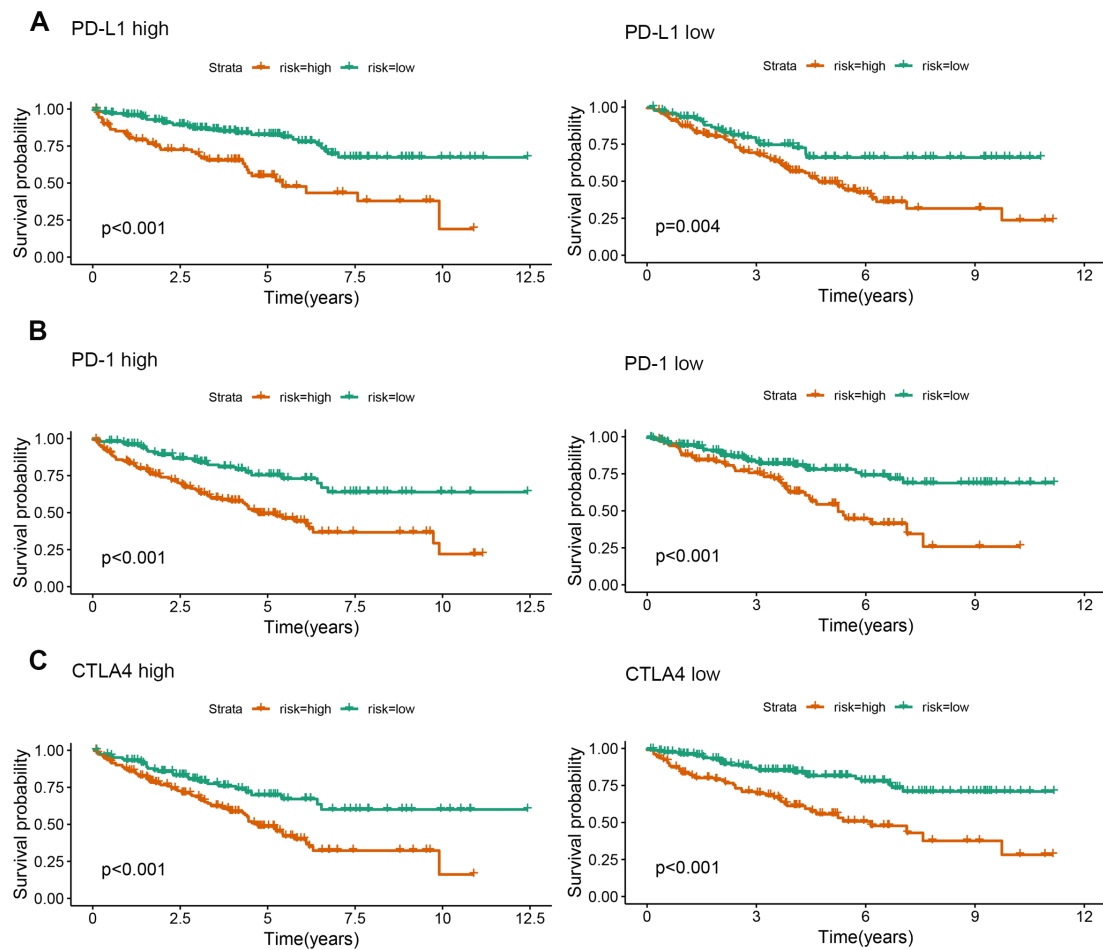 A PD-L1 high
Strata risk=high risk=low
Survival probability
1.00
0.75
0.50
0.25
0.00
p<0.001
0 2.5 5 7.5 10 12.5
Time(years)
PD-L1 low
Strata risk=high risk=low
Survival probability
1.00
0.75
0.50
0.25
0.00
p=0.004
0 3 6 9 12
Time(years)
B PD-1 high
Strata risk=high risk=low
Survival probability
1.00
0.75
0.50
0.25
0.00
p<0.001
0 2.5 5 7.5 10 12.5
Time(years)
PD-1 low
Strata risk=high risk=low
Survival probability
1.00
0.75
0.50
0.25
0.00
p<0.001
0 3 6 9 12
Time(years)
C CTLA4 high
Strata risk=high risk=low
Survival probability
1.00
0.75
0.50
0.25
0.00
p<0.001
0 2.5 5 7.5 10 12.5
Time(years)
CTLA4 low
Strata risk=high risk=low
Survival probability
1.00
0.75
0.50
0.25
0.00
p<0.001
0 3 6 9 12
Time(years)